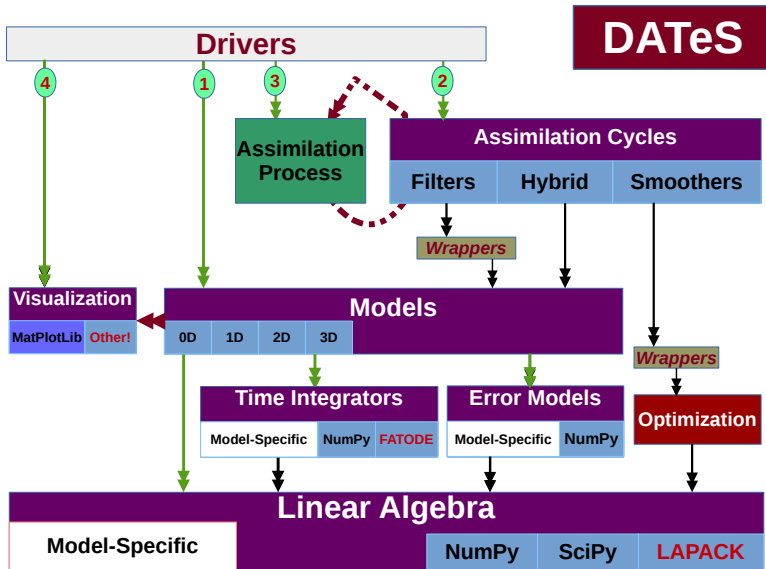 DATeS
Drivers
4
1
3
2
Assimilation
Process
Assimilation Cycles
Filters
Hybrid
Smoothers
Wrappers
Visualization
MatPlotLib
Other!
Models
0D
1D
2D
3D
Wrappers
Time Integrators
Model-Specific
NumPy
FATODE
Error Models
Model-Specific
NumPy
Optimization
Linear Algebra
Model-Specific
NumPy
SciPy
LAPACK